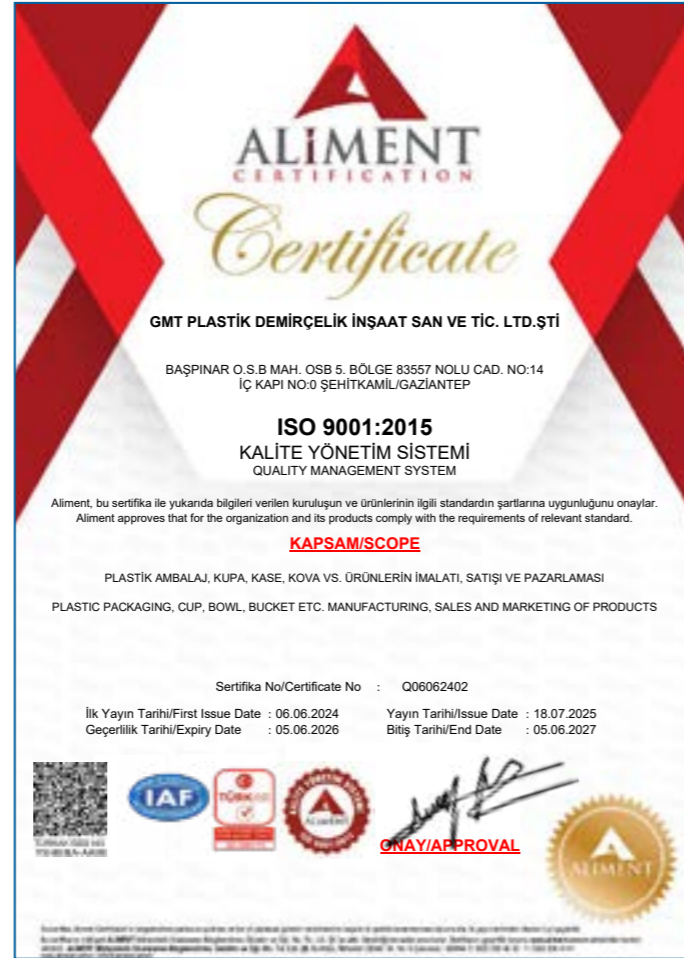 ALiMENT
CERTIFICATION
Certificate
GMT PLASTİK DEMİRÇELİK İNŞAAT SAN VE TİC. LTD.ŞTİ
BAŞPINAR O.S.B MAH. OSB 5. BÖLGE 83557 NOLU CAD. NO:14
İÇ KAPI NO:0 ŞEHİTKAMİL/GAZİANTEP
ISO 9001:2015
KALİTE YÖNETİM SİSTEMİ
QUALITY MANAGEMENT SYSTEM
Aliment, bu sertifika ile yukarıda bilgileri verilen kuruluşun ve ürünlerinin ilgili standardın şartlarına uygunluğunu onaylar.
Aliment approves that for the organization and its products comply with the requirements of relevant standard.
KAPSAM/SCOPE
PLASTİK AMBALAJ, KUPA, KASE, KOVA VS. ÜRÜNLERİN İMALATI, SATIŞI VE PAZARLAMASI
PLASTIC PACKAGING, CUP, BOWL, BUCKET ETC. MANUFACTURING, SALES AND MARKETING OF PRODUCTS
Sertifika No/Certificate No : Q06062402
İlk Yayın Tarihi/First Issue Date : 06.06.2024 Yayın Tarihi/Issue Date : 18.07.2025
Geçerlilik Tarihi/Expiry Date : 05.06.2026 Bitiş Tarihi/End Date : 05.06.2027
IAF
TÜRKAK
ONAY/APPROVAL
ALIMENT